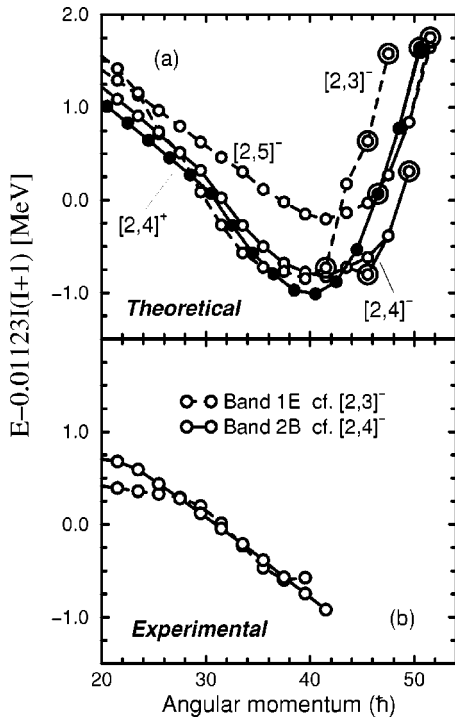 E−0.01123I(I+1) [MeV]
2.0
1.0
0.0
−1.0
(a)
[2,3]⁻
[2,5]⁻
[2,4]⁺
[2,4]⁻
Theoretical
Band 1E cf. [2,3]⁻
Band 2B cf. [2,4]⁻
1.0
0.0
−1.0
Experimental
(b)
20 30 40 50
Angular momentum (ħ)